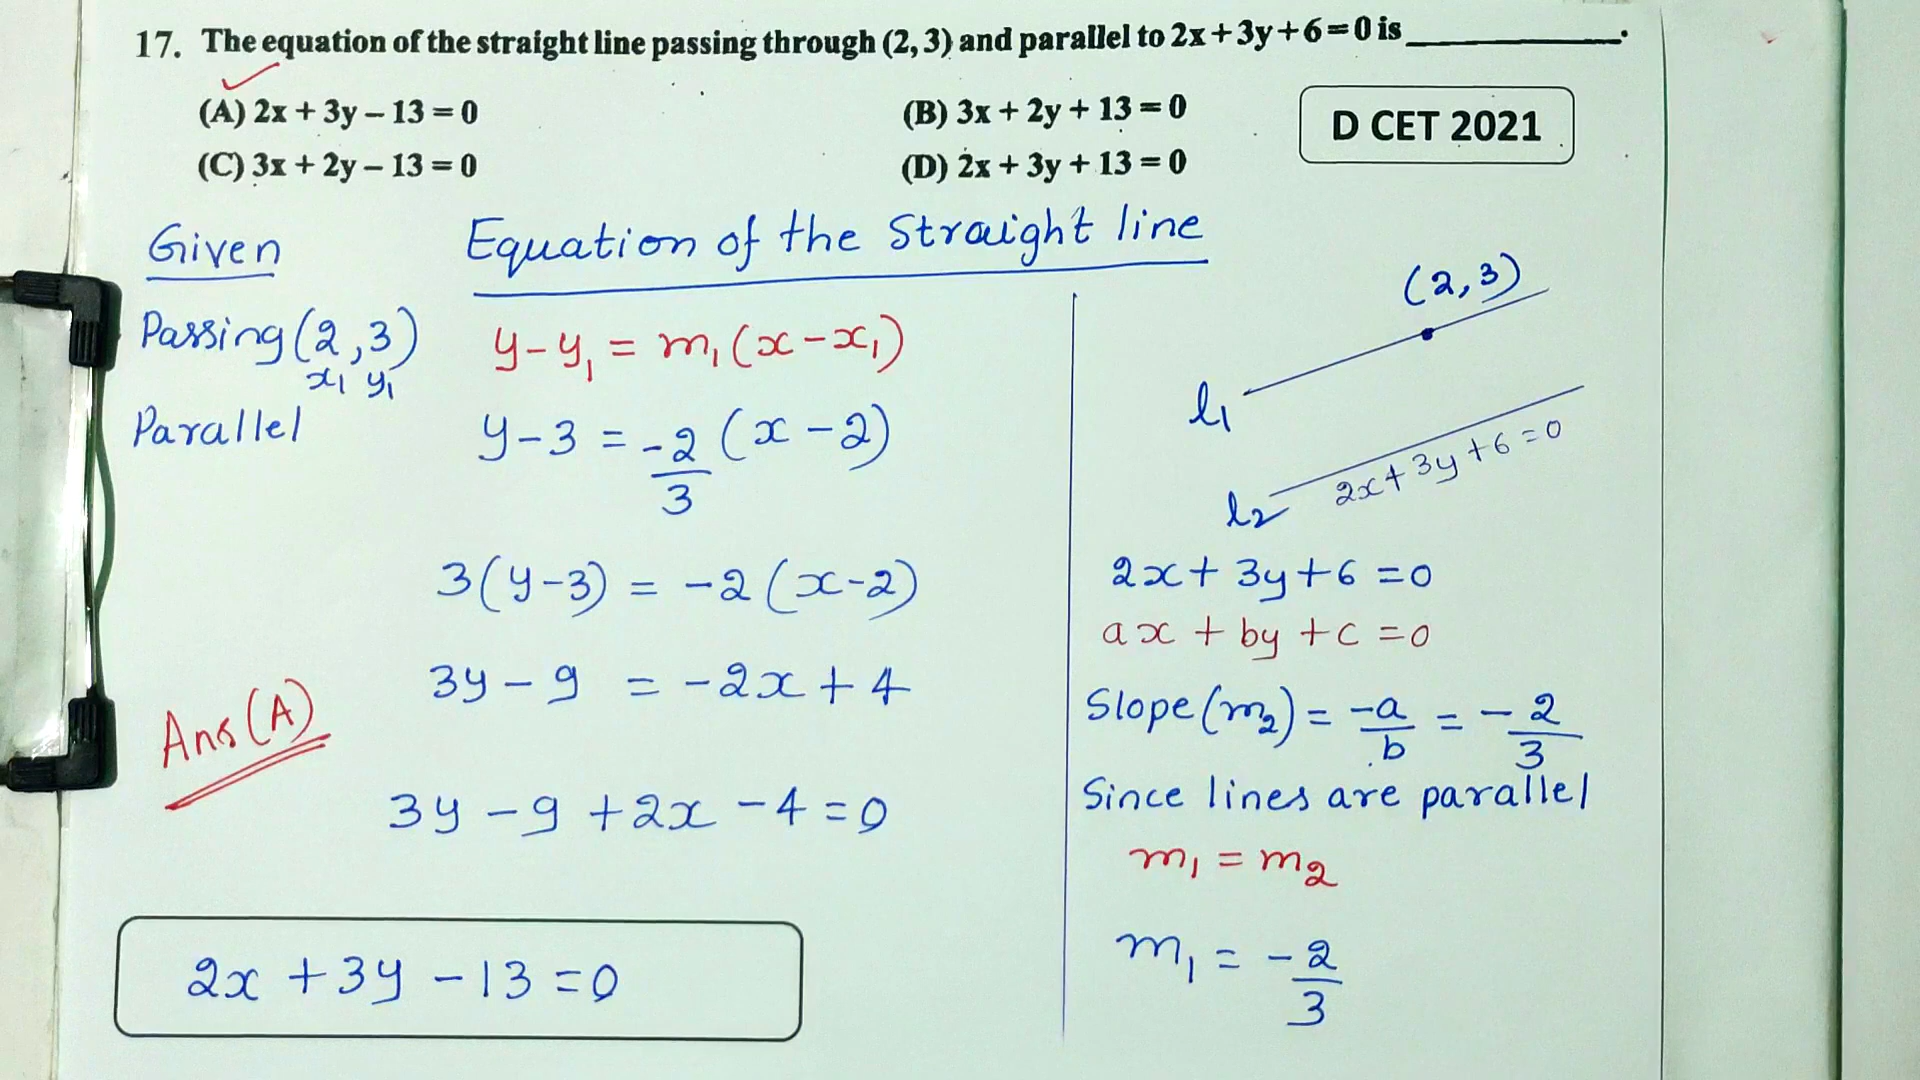 17. The equation of the straight line passing through (2, 3) and parallel to 2x + 3y + 6 = 0 is ____________.
(A) 2x + 3y – 13 = 0
(B) 3x + 2y + 13 = 0
(C) 3x + 2y – 13 = 0
(D) 2x + 3y + 13 = 0
D CET 2021
Given
Passing (2, 3)
x₁ y₁
Parallel
Equation of the Straight line
y - y₁ = m₁ (x - x₁)
y - 3 = -2/3 (x - 2)
3(y-3) = -2 (x-2)
3y - 9 = -2x + 4
Ans (A)
3y - 9 + 2x - 4 = 0
2x + 3y - 13 = 0
(2, 3)
l₁
l₂
2x + 3y + 6 = 0
2x + 3y + 6 = 0
ax + by + c = 0
Slope (m₂) = -a/b = -2/3
Since lines are parallel
m₁ = m₂
m₁ = -2/3